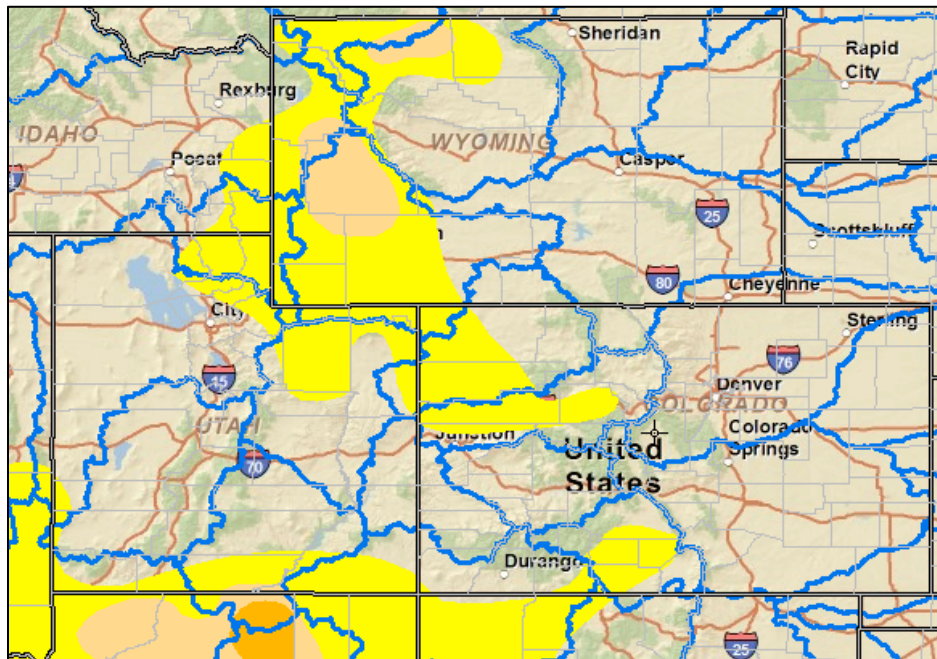 Sheridan
Rapid
City
Rexburg
IDAHO
WYOMING
Casper
25
Scottsbluff
80
Cheyenne
City
Sterling
15
76
Denver
COLORADO
UTAH
Colorado
Springs
Junction
United
States
70
Durango
25